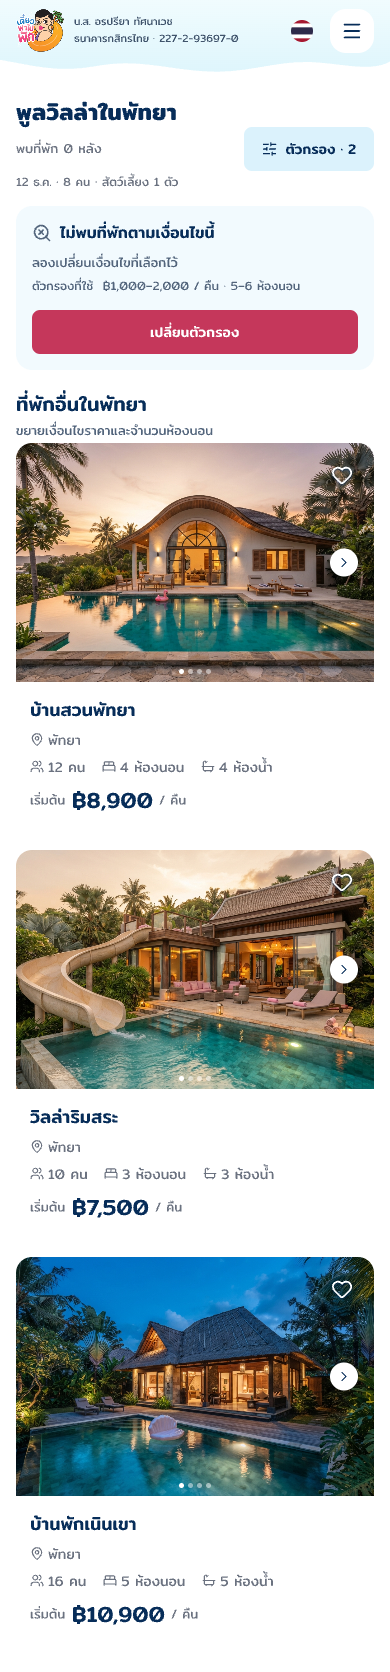 เที่ยว
พาม
พัก
น.ส. อรปรียา ทัศนาเวช
ธนาคารกสิกรไทย · 227-2-93697-0
พูลวิลล่าในพัทยา
พบที่พัก 0 หลัง
ตัวกรอง · 2
12 ธ.ค. · 8 คน · สัตว์เลี้ยง 1 ตัว
ไม่พบที่พักตามเงื่อนไขนี้
ลองเปลี่ยนเงื่อนไขที่เลือกไว้
ตัวกรองที่ใช้ ฿1,000–2,000 / คืน · 5–6 ห้องนอน
เปลี่ยนตัวกรอง
ที่พักอื่นในพัทยา
ขยายเงื่อนไขราคาและจำนวนห้องนอน
บ้านสวนพัทยา
พัทยา
12 คน 4 ห้องนอน 4 ห้องน้ำ
เริ่มต้น ฿8,900 / คืน
วิลล่าริมสระ
พัทยา
10 คน 3 ห้องนอน 3 ห้องน้ำ
เริ่มต้น ฿7,500 / คืน
บ้านพักเนินเขา
พัทยา
16 คน 5 ห้องนอน 5 ห้องน้ำ
เริ่มต้น ฿10,900 / คืน